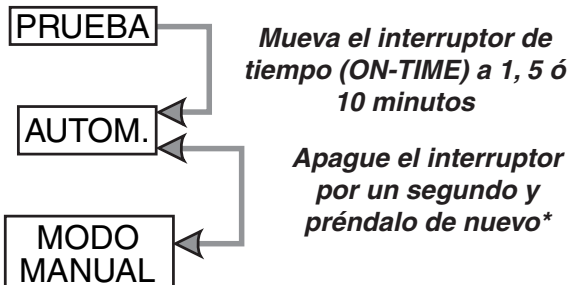 PRUEBA
Mueva el interruptor de
tiempo (ON-TIME) a 1, 5 ó
10 minutos
AUTOM.
Apague el interruptor
por un segundo y
préndalo de nuevo*
MODO
MANUAL